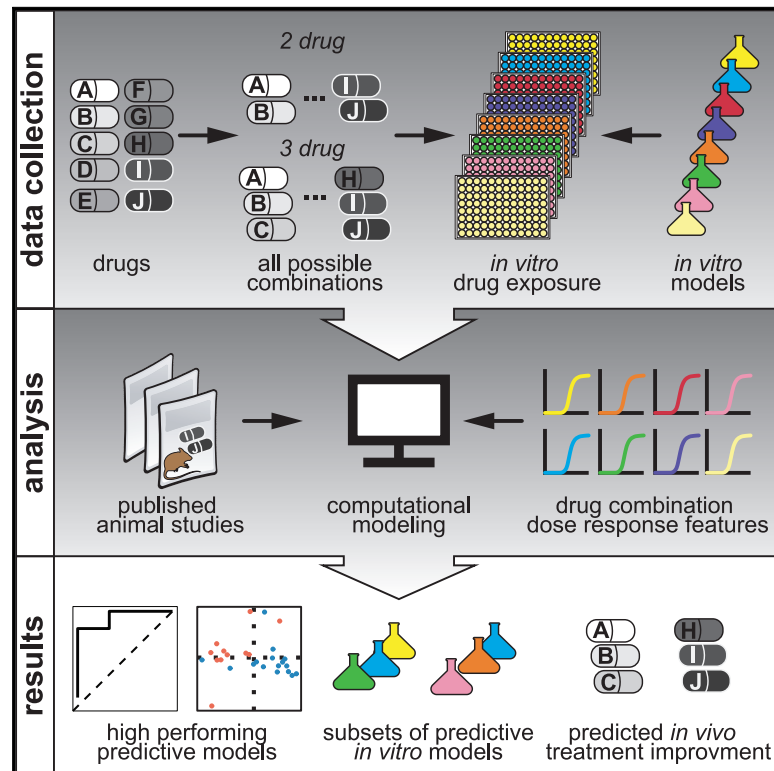 data collection
2 drug
A F
B G
C H
D I
E J
A ... I
B J
3 drug
A H
B ... I
C J
drugs
all possible
combinations
in vitro
drug exposure
in vitro
models
analysis
I
J
published
animal studies
computational
modeling
drug combination
dose response features
results
A H
B I
C J
high performing
predictive models
subsets of predictive
in vitro models
predicted in vivo
treatment improvment